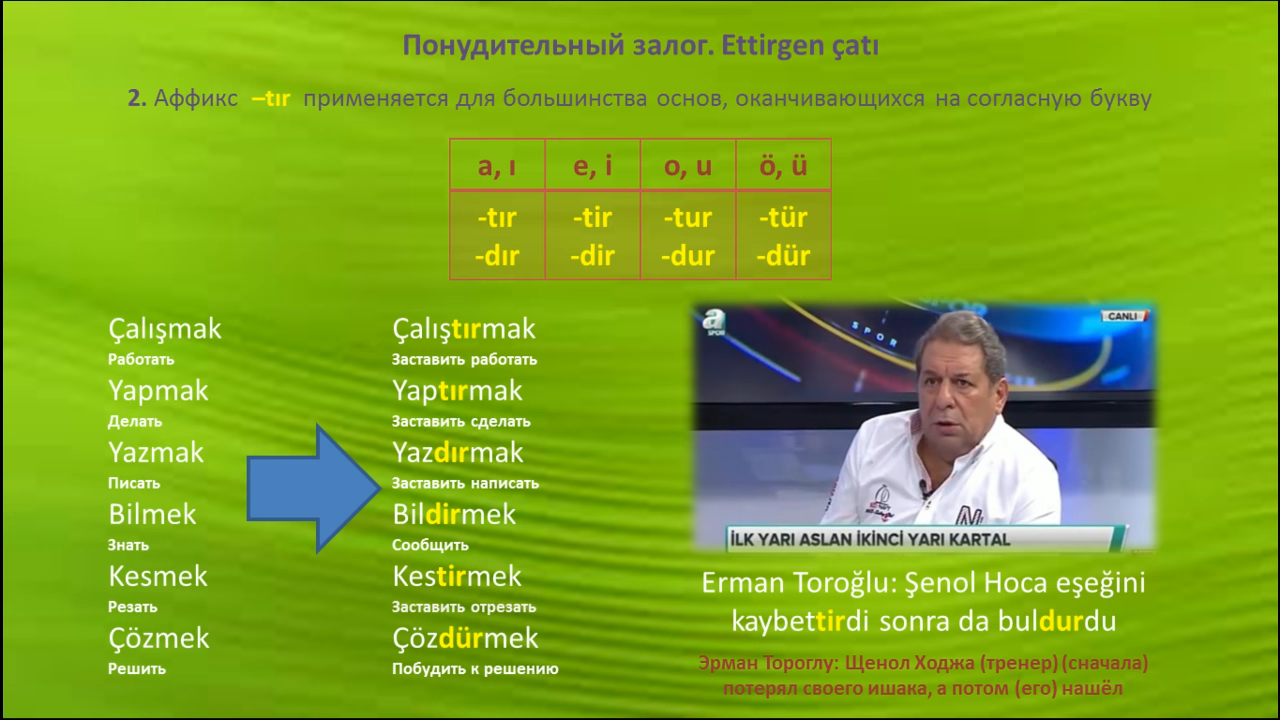 Понудительный залог. Ettirgen çatı
2. Аффикс –tır применяется для большинства основ, оканчивающихся на согласную букву
a, ı e, i o, u ö, ü
-tır -tir -tur -tür
-dır -dir -dur -dür
Çalışmak
Работать
Yapmak
Делать
Yazmak
Писать
Bilmek
Знать
Kesmek
Резать
Çözmek
Решить
Çalıştırmak
Заставить работать
Yaptırmak
Заставить сделать
Yazdırmak
Заставить написать
Bildirmek
Сообщить
Kestirmek
Заставить отрезать
Çözdürmek
Побудить к решению
a
SPOR
SPOR
CANLI
N
İLK YARI ASLAN İKİNCİ YARI KARTAL
Erman Toroğlu: Şenol Hoca eşeğini
kaybettirdi sonra da buldurdu
Эрман Тороглу: Щенол Ходжа (тренер) (сначала)
потерял своего ишака, а потом (его) нашёл